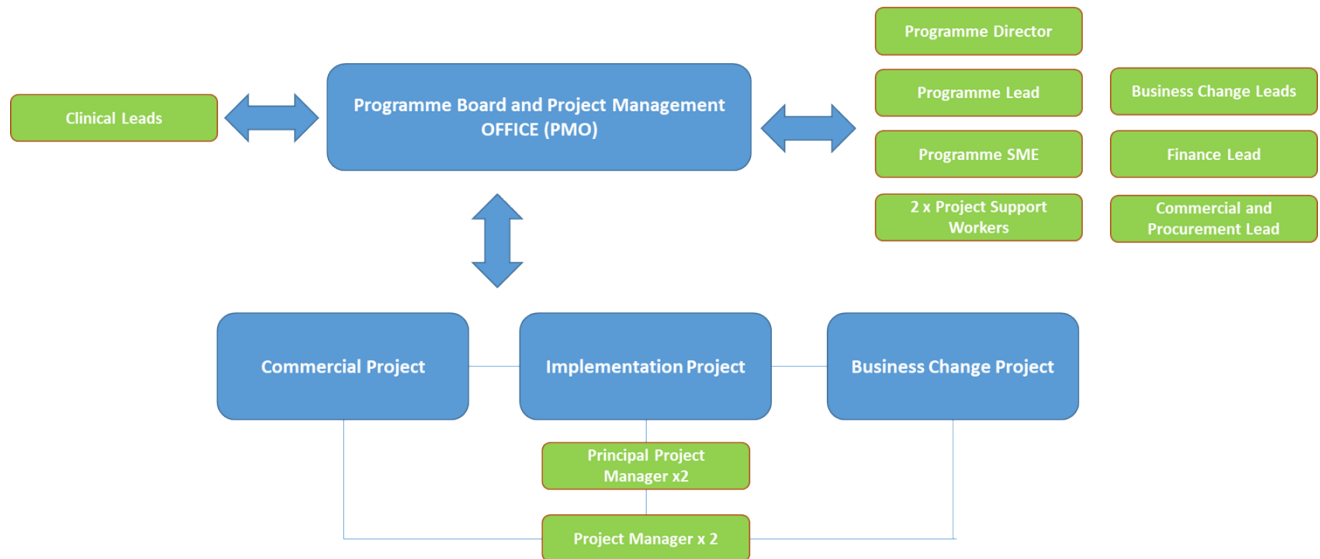 Programme Director
Clinical Leads
Programme Board and Project Management
OFFICE (PMO)
Programme Lead
Business Change Leads
Programme SME
Finance Lead
2 x Project Support
Workers
Commercial and
Procurement Lead
Commercial Project
Implementation Project
Business Change Project
Principal Project
Manager x2
Project Manager x 2